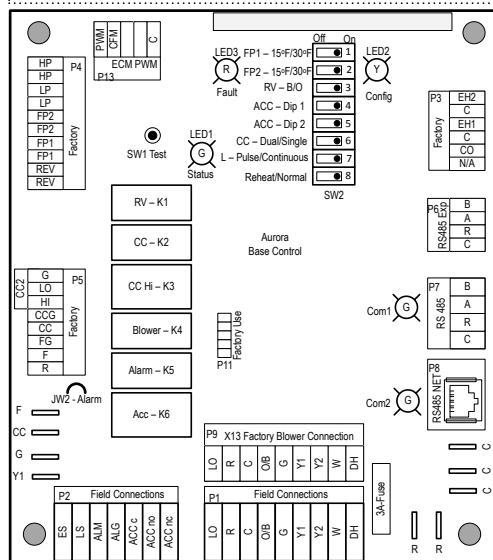 PWM
CFM
C
ECM PWM
P13
Off
On
LED3
R
Fault
LED2
Y
Config
FP1 – 15ºF/30ºF
1
FP2 – 15ºF/30ºF
2
RV – B/O
3
ACC – Dip 1
4
ACC – Dip 2
5
CC – Dual/Single
6
L – Pulse/Continuous
7
Reheat/Normal
8
SW2
P4
HP
HP
LP
LP
FP2
FP2
FP1
FP1
REV
REV
Factory
SW1 Test
LED1
G
Status
P3
EH2
C
EH1
C
CO
N/A
Factory
RV – K1
CC – K2
CC Hi – K3
Blower – K4
Alarm – K5
Acc – K6
Aurora
Base Control
P6
RS485 Exp
B
A
R
C
CC2
P5
G
LO
HI
CCG
CC
FG
F
R
Factory
Factory Use
P11
Com1
G
P7
RS 485
B
A
R
C
JW2 - Alarm
F
CC
G
Y1
Com2
G
P8
RS485 NET
P9
X13 Factory Blower Connection
LO
R
C
O/B
G
Y1
Y2
W
DH
C
C
C
3A-Fuse
P2
Field Connections
ES
LS
ALM
ALG
ACC c
ACC no
ACC nc
P1
Field Connections
LO
R
C
O/B
G
Y1
Y2
W
DH
R
R